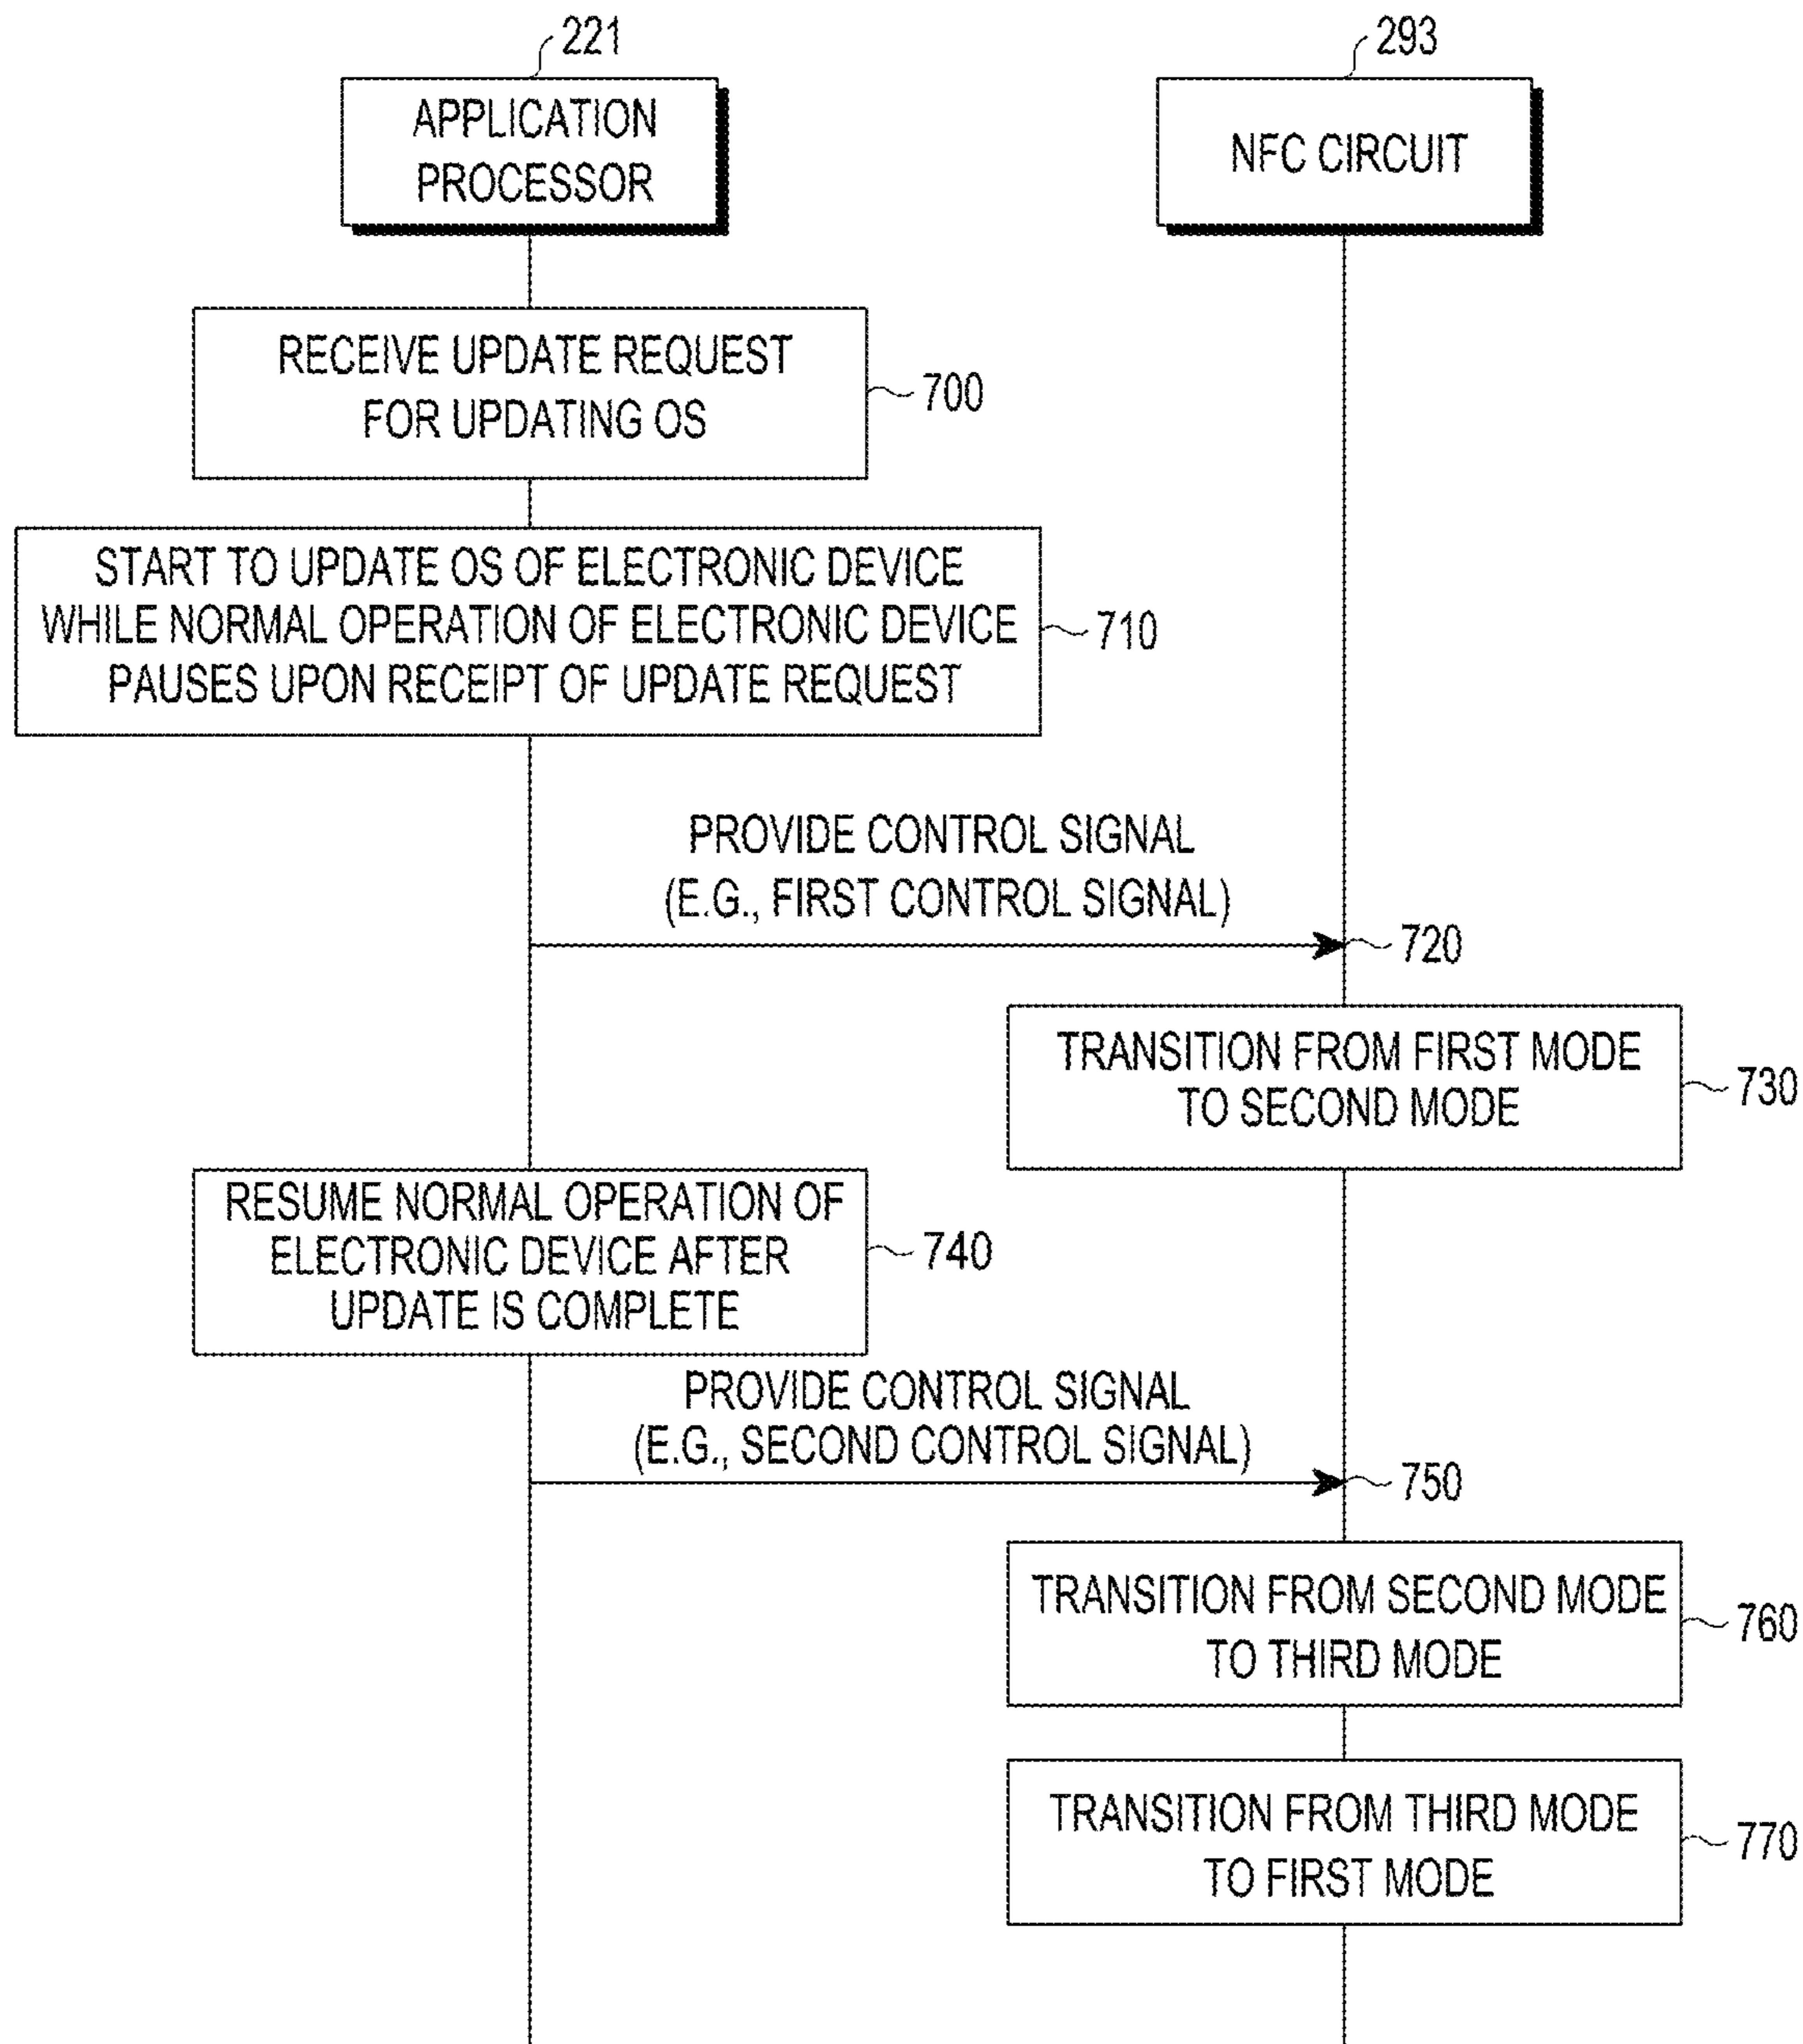 221
293
APPLICATION
PROCESSOR
NFC CIRCUIT
RECEIVE UPDATE REQUEST
FOR UPDATING OS
700
START TO UPDATE OS OF ELECTRONIC DEVICE
WHILE NORMAL OPERATION OF ELECTRONIC DEVICE
PAUSES UPON RECEIPT OF UPDATE REQUEST
710
PROVIDE CONTROL SIGNAL
(E.G., FIRST CONTROL SIGNAL)
720
TRANSITION FROM FIRST MODE
TO SECOND MODE
730
RESUME NORMAL OPERATION OF
ELECTRONIC DEVICE AFTER
UPDATE IS COMPLETE
740
PROVIDE CONTROL SIGNAL
(E.G., SECOND CONTROL SIGNAL)
750
TRANSITION FROM SECOND MODE
TO THIRD MODE
760
TRANSITION FROM THIRD MODE
TO FIRST MODE
770